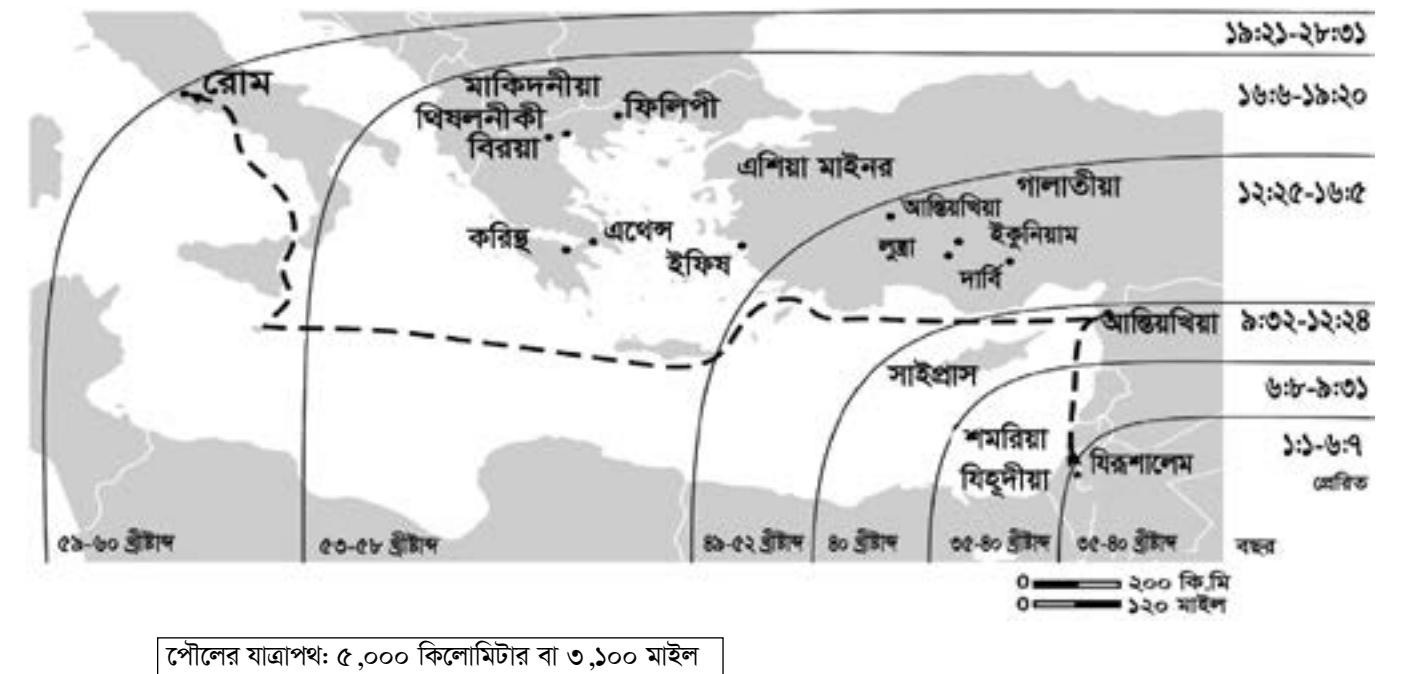 ১৯:২১-২৮:৩১
রোম
মাকিদনীয়া
১৬:৬-১৯:২০
থিষলনীকী
ফিলিপী
বিরয়া
এশিয়া মাইনর
গালাতীয়া
১২:২৫-১৬:৫
আন্তিয়খিয়া
করিন্থ
এথেন্স
ইফিষ
লুস্ত্রা
ইকুনিয়াম
দার্বি
আন্তিয়খিয়া
৯:৩২-১২:২৪
সাইপ্রাস
৬:৮-৯:৩১
শমরিয়া
যিহূদীয়া
যিরূশালেম
১:১-৬:৭
প্রেরিত
৫৯-৬০ খ্রীষ্টাব্দ
৫৩-৫৮ খ্রীষ্টাব্দ
৪৯-৫২ খ্রীষ্টাব্দ
৪০ খ্রীষ্টাব্দ
৩৫-৪০ খ্রীষ্টাব্দ
৩৫-৪০ খ্রীষ্টাব্দ
বছর
0 ২০০ কি.মি
0 ১২০ মাইল
পৌলের যাত্রাপথ: ৫,০০০ কিলোমিটার বা ৩,১০০ মাইল